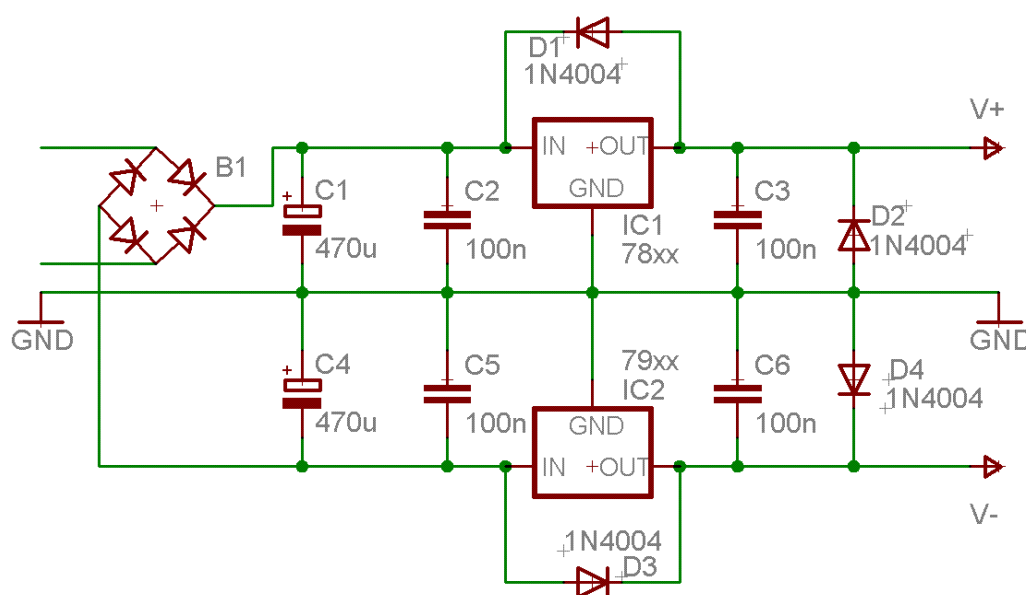 D1
1N4004
V+
B1
IN
OUT
GND
C1
C2
C3
D2
470u
100n
IC1
78xx
100n
1N4004
GND
GND
C4
C5
79xx
IC2
C6
D4
470u
100n
GND
100n
1N4004
IN
OUT
V-
1N4004
D3